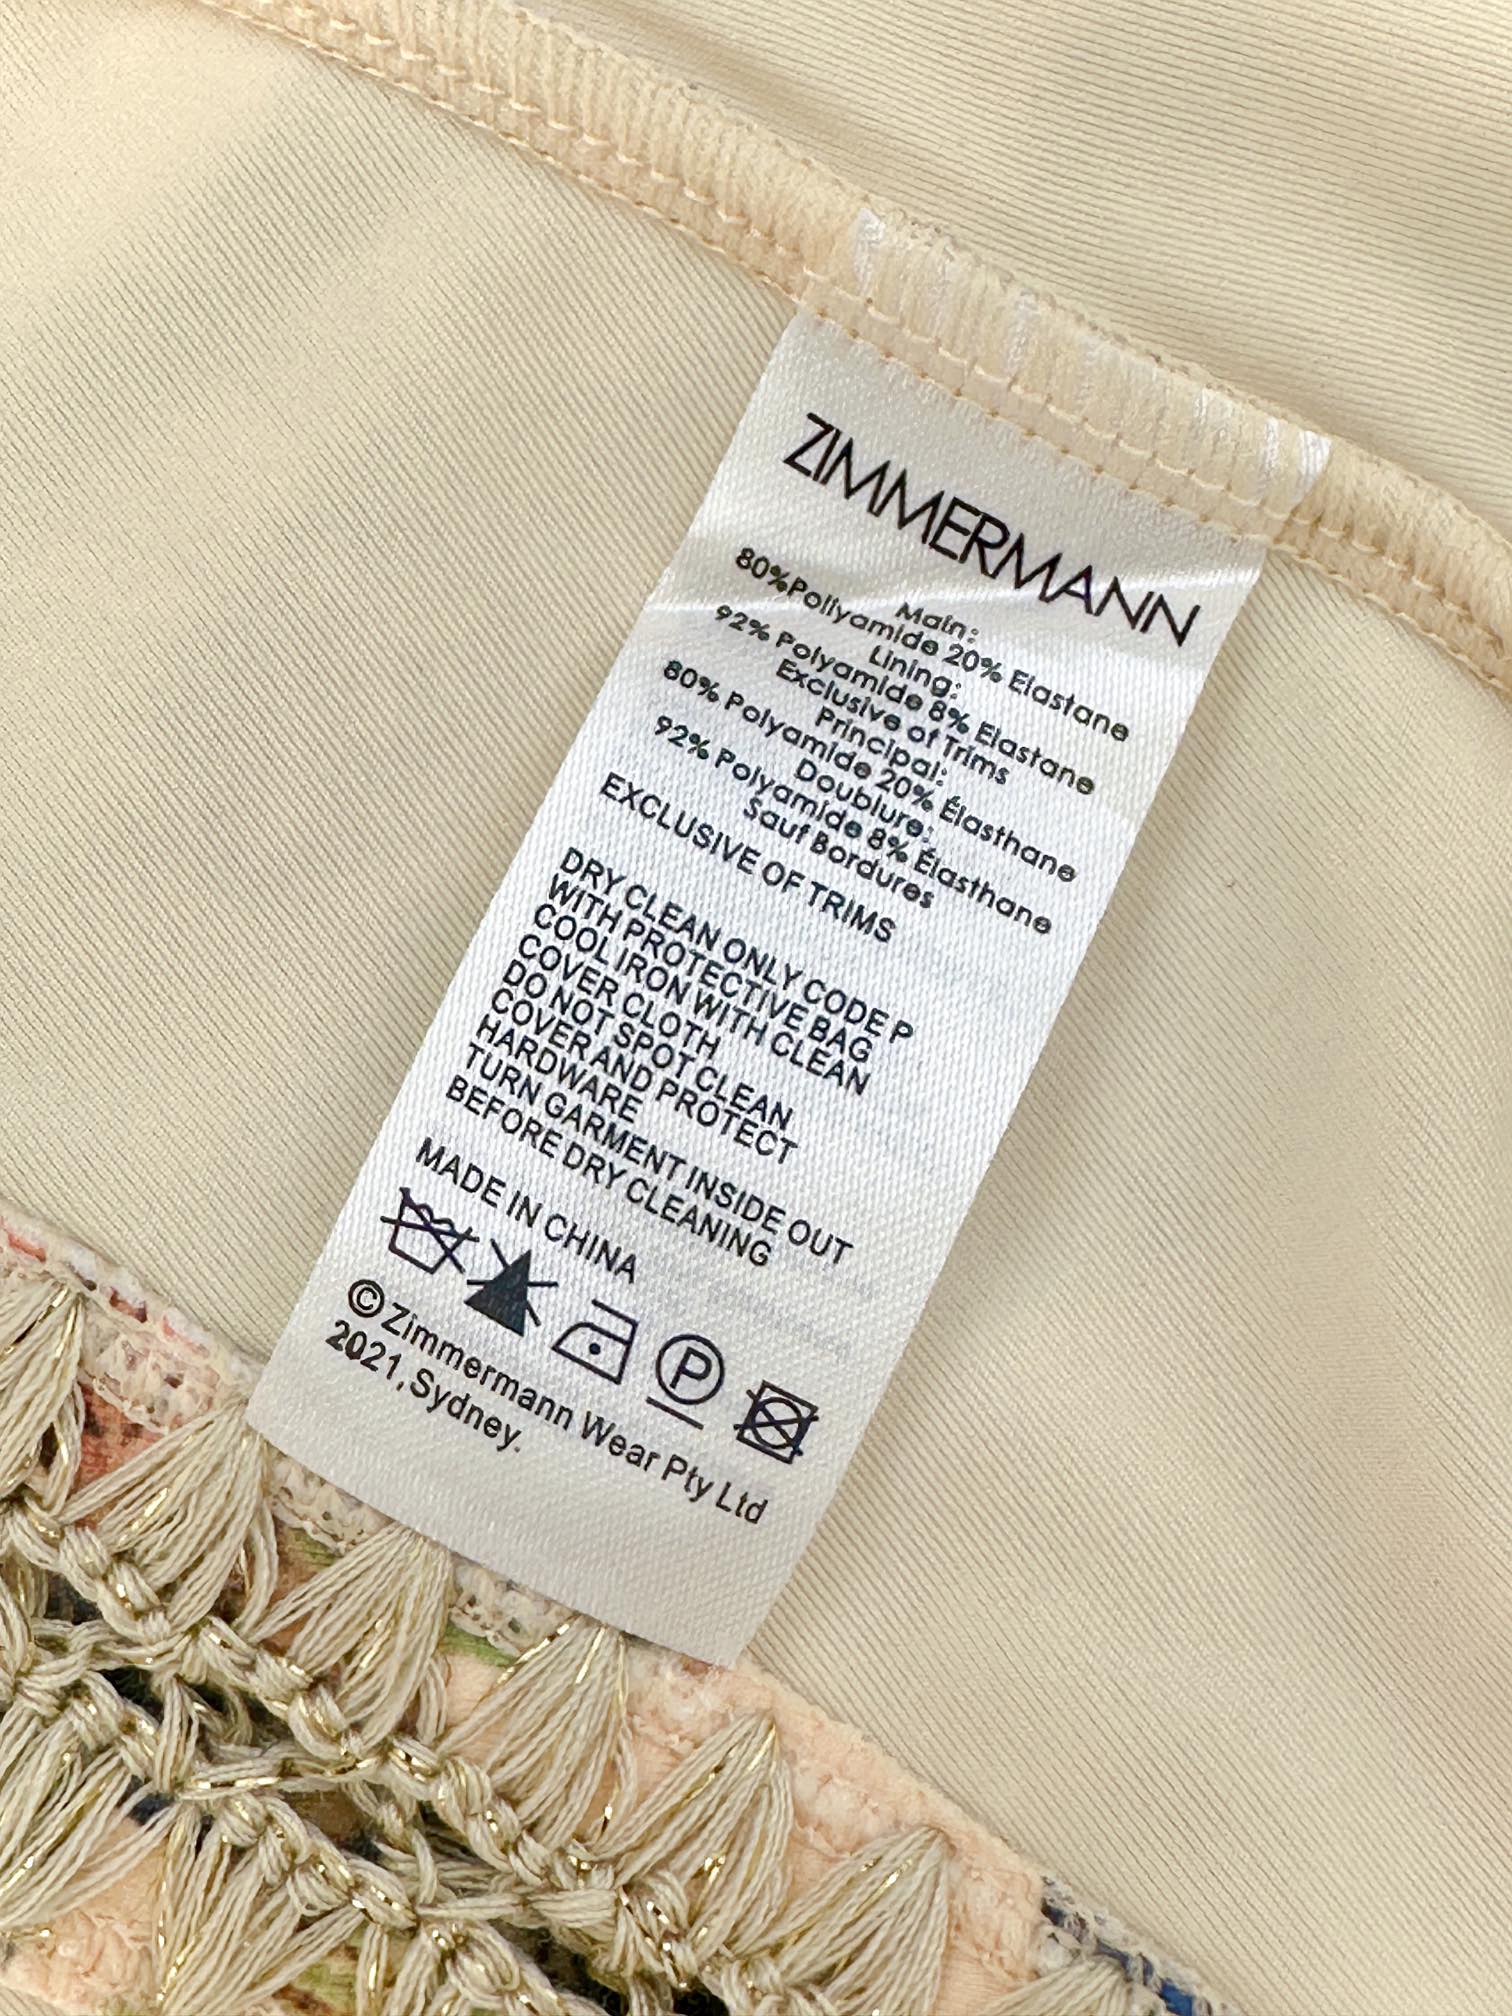 ZIMMERMANN
Main:
80%Pollyamide 20% Elastane
Lining:
92% Polyamide 8% Elastane
Exclusive of Trims
Principal:
80% Polyamide 20% Élasthane
Doublure:
92% Polyamide 8% Élasthane
Sauf Bordures
EXCLUSIVE OF TRIMS
DRY CLEAN ONLY CODE P
WITH PROTECTIVE BAG
COOL IRON WITH CLEAN
COVER CLOTH
DO NOT SPOT CLEAN
COVER AND PROTECT
HARDWARE
TURN GARMENT INSIDE OUT
BEFORE DRY CLEANING
MADE IN CHINA
P
© Zimmermann Wear Pty Ltd
2021, Sydney.